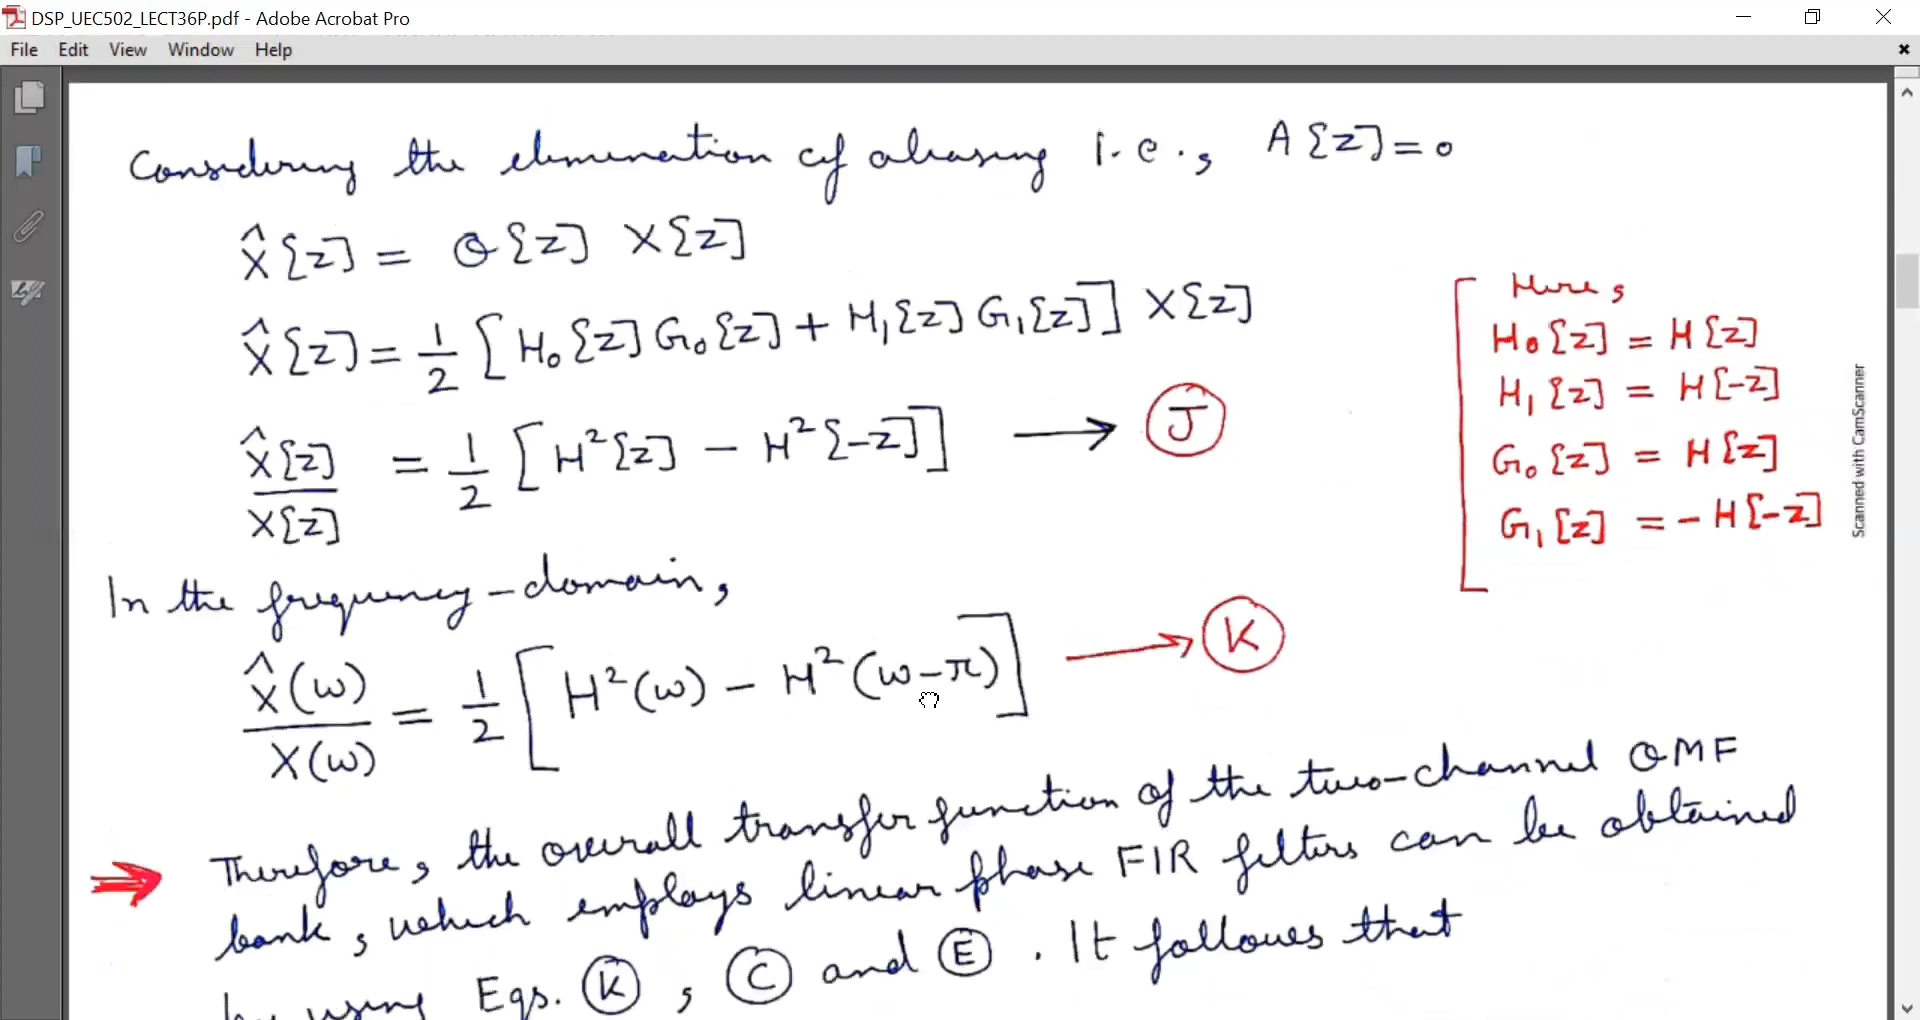 DSP_UEC502_LECT36P.pdf - Adobe Acrobat Pro
File Edit View Window Help
Considering the elimination of aliasing i.e., A[z] = 0
X̂[z] = Q[z] X[z]
X̂[z] = 1/2 [H₀[z] G₀[z] + H₁[z] G₁[z]] X[z]
X̂[z]/X[z] = 1/2 [H²[z] - H²[-z]] → (J)
Here,
H₀[z] = H[z]
H₁[z] = H[-z]
G₀[z] = H[z]
G₁[z] = - H[-z]
Scanned with CamScanner
In the frequency-domain,
X̂(ω)/X(ω) = 1/2 [H²(ω) - H²(ω-π)] → (K)
Therefore, the overall transfer function of the two-channel QMF
bank, which employs linear phase FIR filters can be obtained
by using Eqs. (K), (C) and (E). It follows that